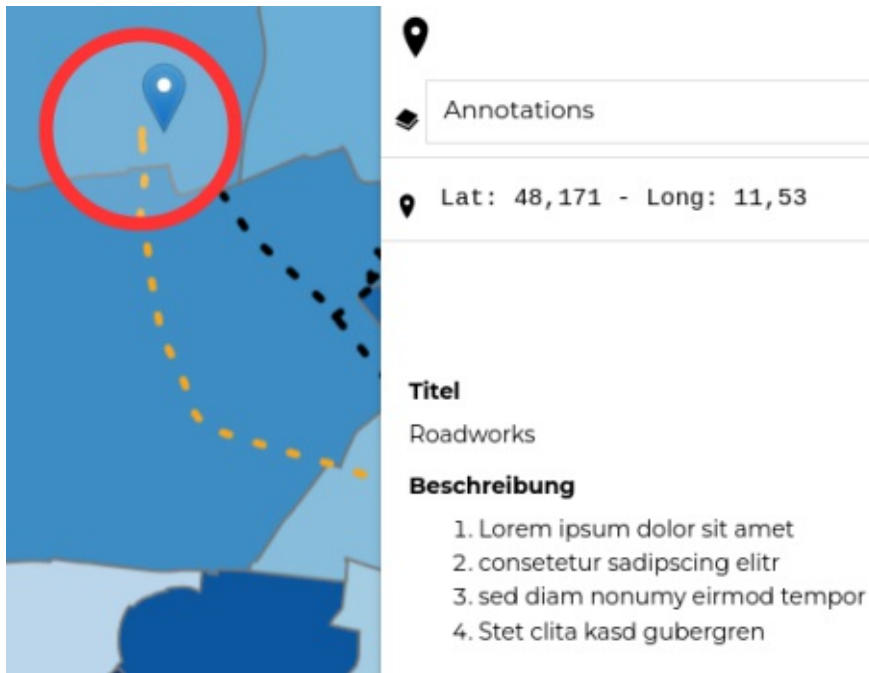 Annotations
Lat: 48,171 - Long: 11,53
Titel
Roadworks
Beschreibung
1. Lorem ipsum dolor sit amet
2. consetetur sadipscing elitr
3. sed diam nonumy eirmod tempor
4. Stet clita kasd gubergren